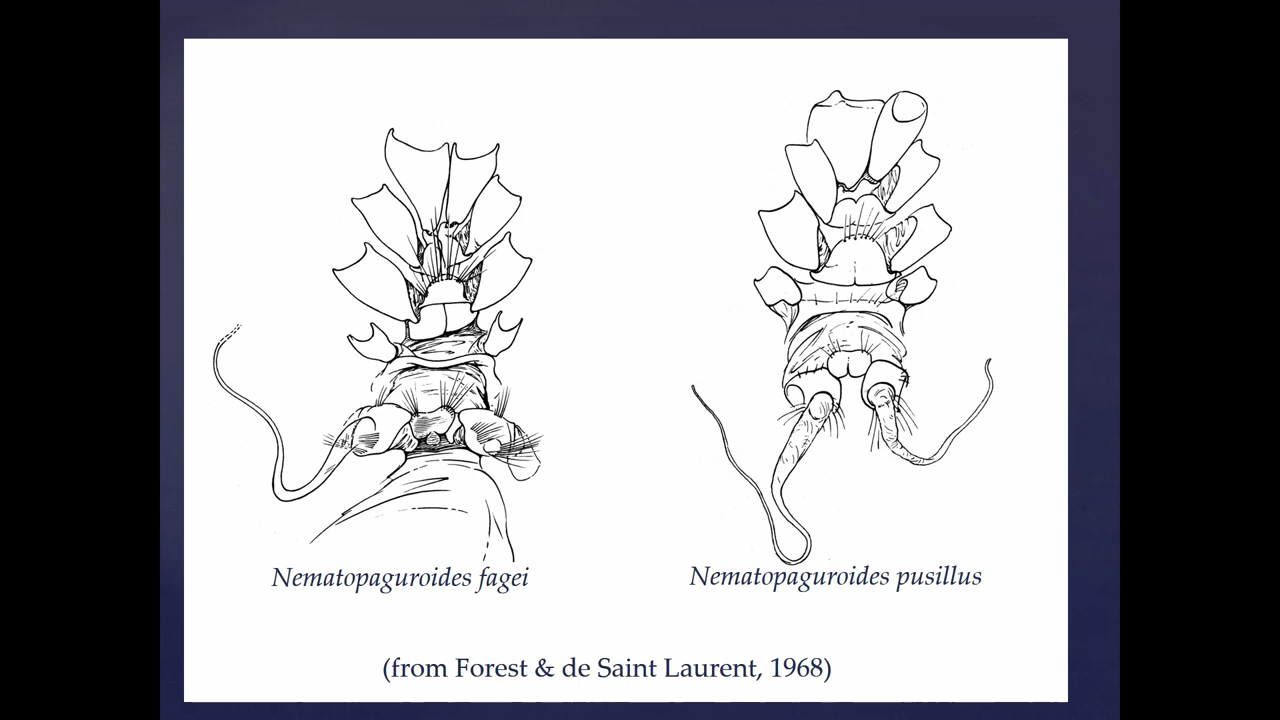 Nematopaguroides fagei
Nematopaguroides pusillus
(from Forest & de Saint Laurent, 1968)